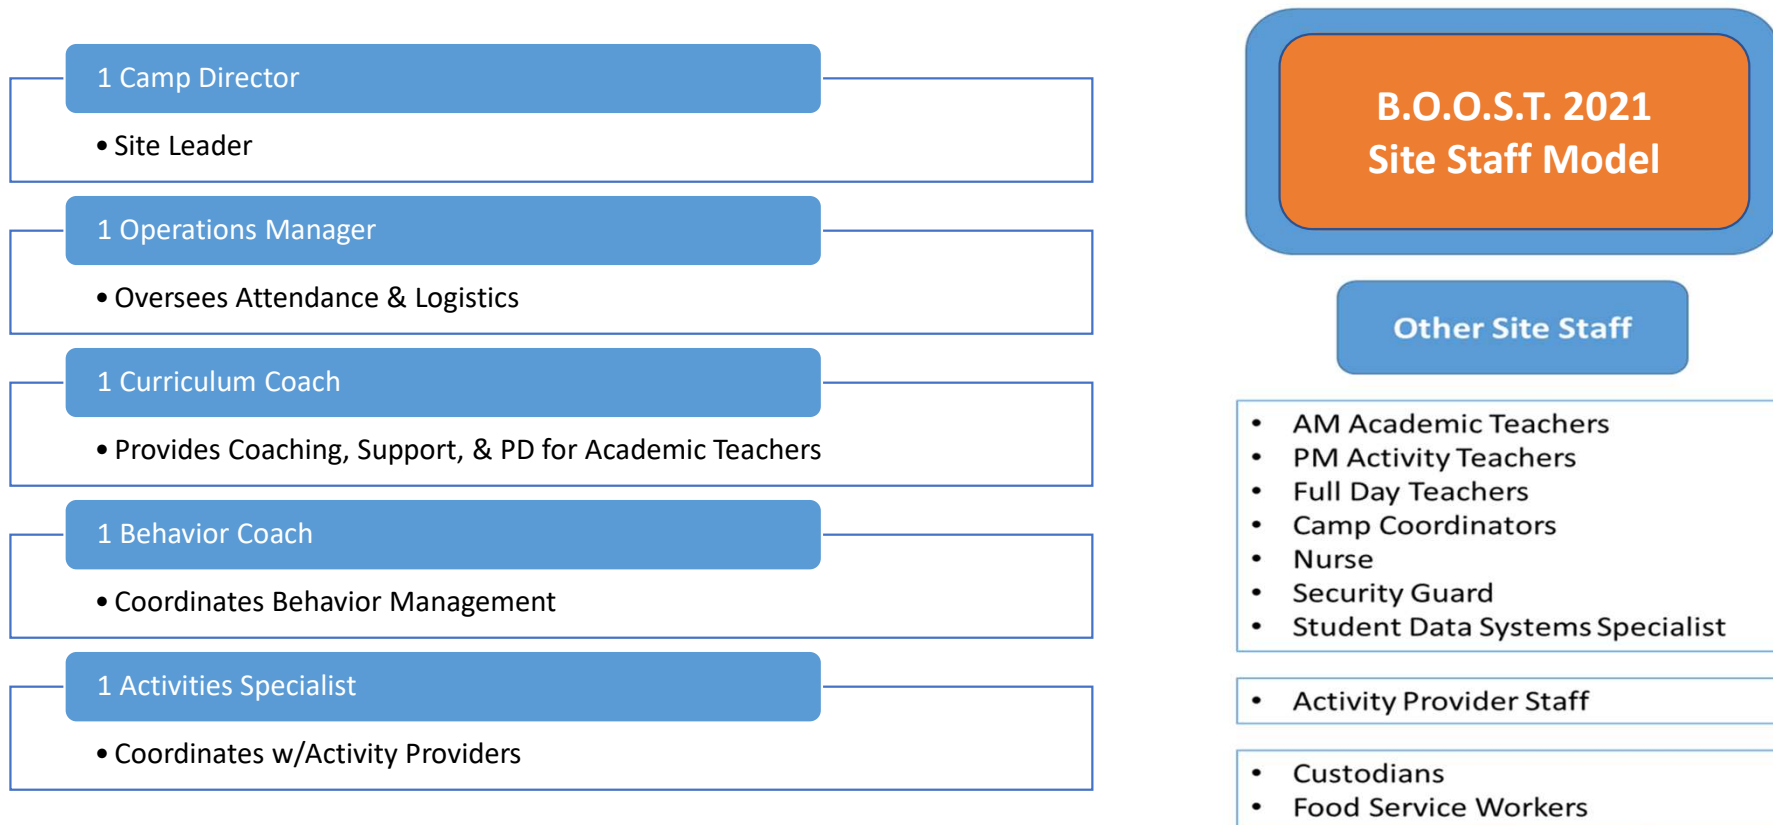 1 Camp Director
• Site Leader
1 Operations Manager
• Oversees Attendance & Logistics
1 Curriculum Coach
• Provides Coaching, Support, & PD for Academic Teachers
1 Behavior Coach
• Coordinates Behavior Management
1 Activities Specialist
• Coordinates w/Activity Providers
B.O.O.S.T. 2021
Site Staff Model
Other Site Staff
• AM Academic Teachers
• PM Activity Teachers
• Full Day Teachers
• Camp Coordinators
• Nurse
• Security Guard
• Student Data Systems Specialist
• Activity Provider Staff
• Custodians
• Food Service Workers